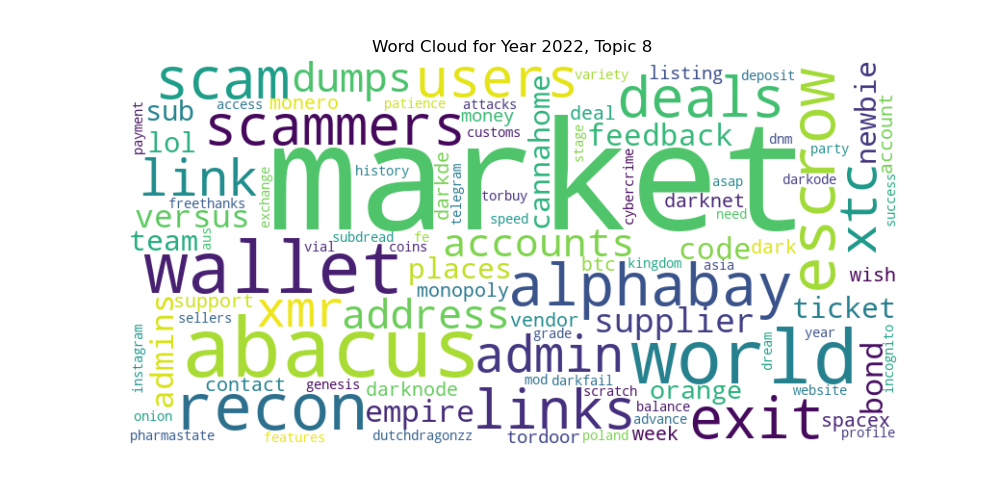 Word Cloud for Year 2022, Topic 8
scam
dumps
users
variety
listing
deposit
escrow
newbie
sub
access
monero
patience
attacks
money
cannahome
deal
deals
account
payment
lol
scammers
customs
stage
feedback
dnm
party
xtc
link
history
market
darkde
telegram
torbuy
cybercrime
asap
darkode
success
freethanks
exchange
speed
darknet
need
versus
team
aus
vial
subdread
coins
fe
accounts
places
btc
code
kingdom
dark
asia
wallet
monopoly
alphabay
wish
support
xmr
address
vendor
supplier
ticket
sellers
admins
abacus
grade
admin
world
dream
year
incognito
instagram
contact
genesis
darknode
mod
darkfail
scratch
orange
website
bond
onion
recon
empire
links
balance
advance
exit
spacex
pharmastate
features
dutchdragonzz
tordoor
poland
week
profile